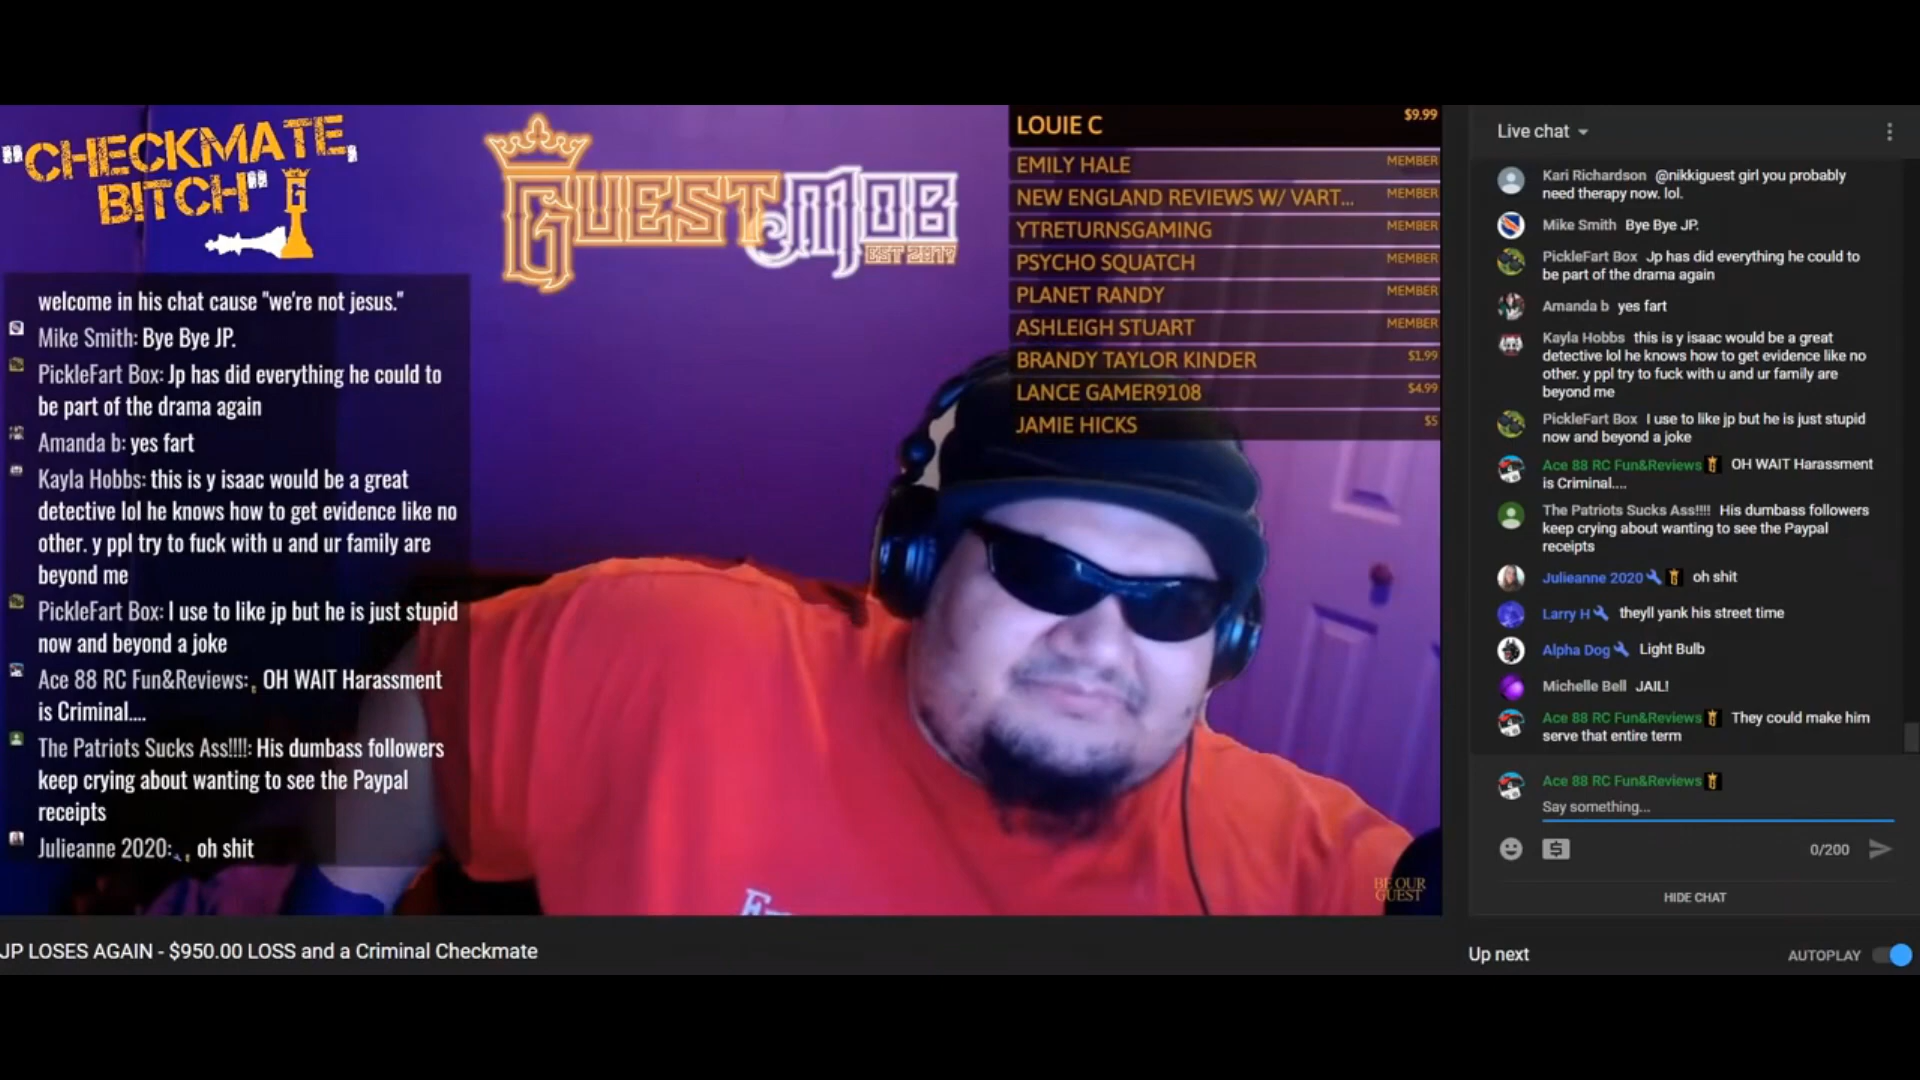 "CHECKMATE,
BITCH"
G
GUEST MOB
EST 2017
LOUIE C $9.99
EMILY HALE MEMBER
NEW ENGLAND REVIEWS W/ VART... MEMBER
YTRETURNSGAMING MEMBER
PSYCHO SQUATCH MEMBER
PLANET RANDY MEMBER
ASHLEIGH STUART MEMBER
BRANDY TAYLOR KINDER $1.99
LANCE GAMER9108 $4.99
JAMIE HICKS $5
welcome in his chat cause "we're not jesus."
Mike Smith: Bye Bye JP.
PickleFart Box: Jp has did everything he could to
be part of the drama again
Amanda b: yes fart
Kayla Hobbs: this is y isaac would be a great
detective lol he knows how to get evidence like no
other. y ppl try to fuck with u and ur family are
beyond me
PickleFart Box: I use to like jp but he is just stupid
now and beyond a joke
Ace 88 RC Fun&Reviews: OH WAIT Harassment
is Criminal....
The Patriots Sucks Ass!!!!: His dumbass followers
keep crying about wanting to see the Paypal
receipts
Julieanne 2020: oh shit
BE OUR
GUEST
JP LOSES AGAIN - $950.00 LOSS and a Criminal Checkmate
Live chat
Kari Richardson @nikkiguest girl you probably
need therapy now. lol.
Mike Smith Bye Bye JP.
PickleFart Box Jp has did everything he could to
be part of the drama again
Amanda b yes fart
Kayla Hobbs this is y isaac would be a great
detective lol he knows how to get evidence like no
other. y ppl try to fuck with u and ur family are
beyond me
PickleFart Box I use to like jp but he is just stupid
now and beyond a joke
Ace 88 RC Fun&Reviews OH WAIT Harassment
is Criminal....
The Patriots Sucks Ass!!!! His dumbass followers
keep crying about wanting to see the Paypal
receipts
Julieanne 2020 oh shit
Larry H theyll yank his street time
Alpha Dog Light Bulb
Michelle Bell JAIL!
Ace 88 RC Fun&Reviews They could make him
serve that entire term
Ace 88 RC Fun&Reviews
Say something...
0/200
HIDE CHAT
Up next AUTOPLAY